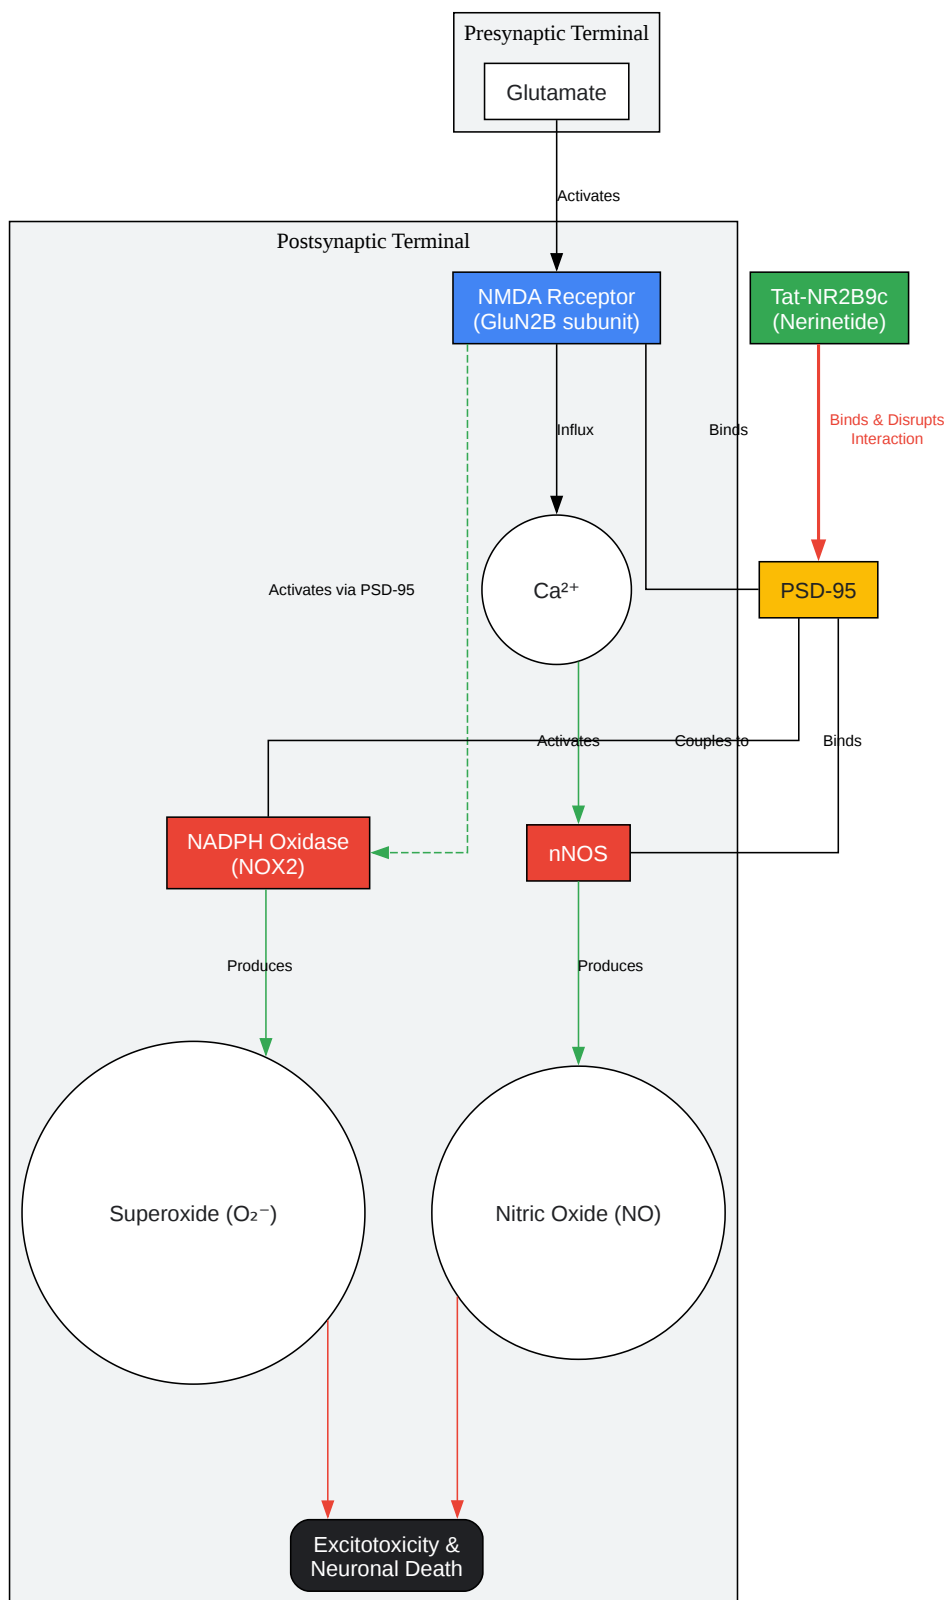 Presynaptic Terminal
Glutamate
Activates
Postsynaptic Terminal
NMDA Receptor
(GluN2B subunit)
Tat-NR2B9c
(Nerinetide)
Influx
Binds
Binds & Disrupts
Interaction
Activates via PSD-95
Ca²⁺
PSD-95
Activates
Couples to
Binds
NADPH Oxidase
(NOX2)
nNOS
Produces
Produces
Superoxide (O₂⁻)
Nitric Oxide (NO)
Excitotoxicity &
Neuronal Death